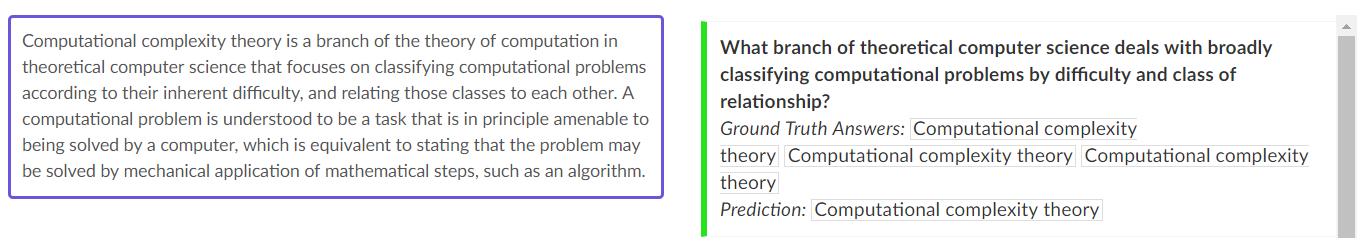 Computational complexity theory is a branch of the theory of computation in
theoretical computer science that focuses on classifying computational problems
according to their inherent difficulty, and relating those classes to each other. A
computational problem is understood to be a task that is in principle amenable to
being solved by a computer, which is equivalent to stating that the problem may
be solved by mechanical application of mathematical steps, such as an algorithm.
What branch of theoretical computer science deals with broadly
classifying computational problems by difficulty and class of
relationship?
Ground Truth Answers: Computational complexity
theory Computational complexity theory Computational complexity
theory
Prediction: Computational complexity theory